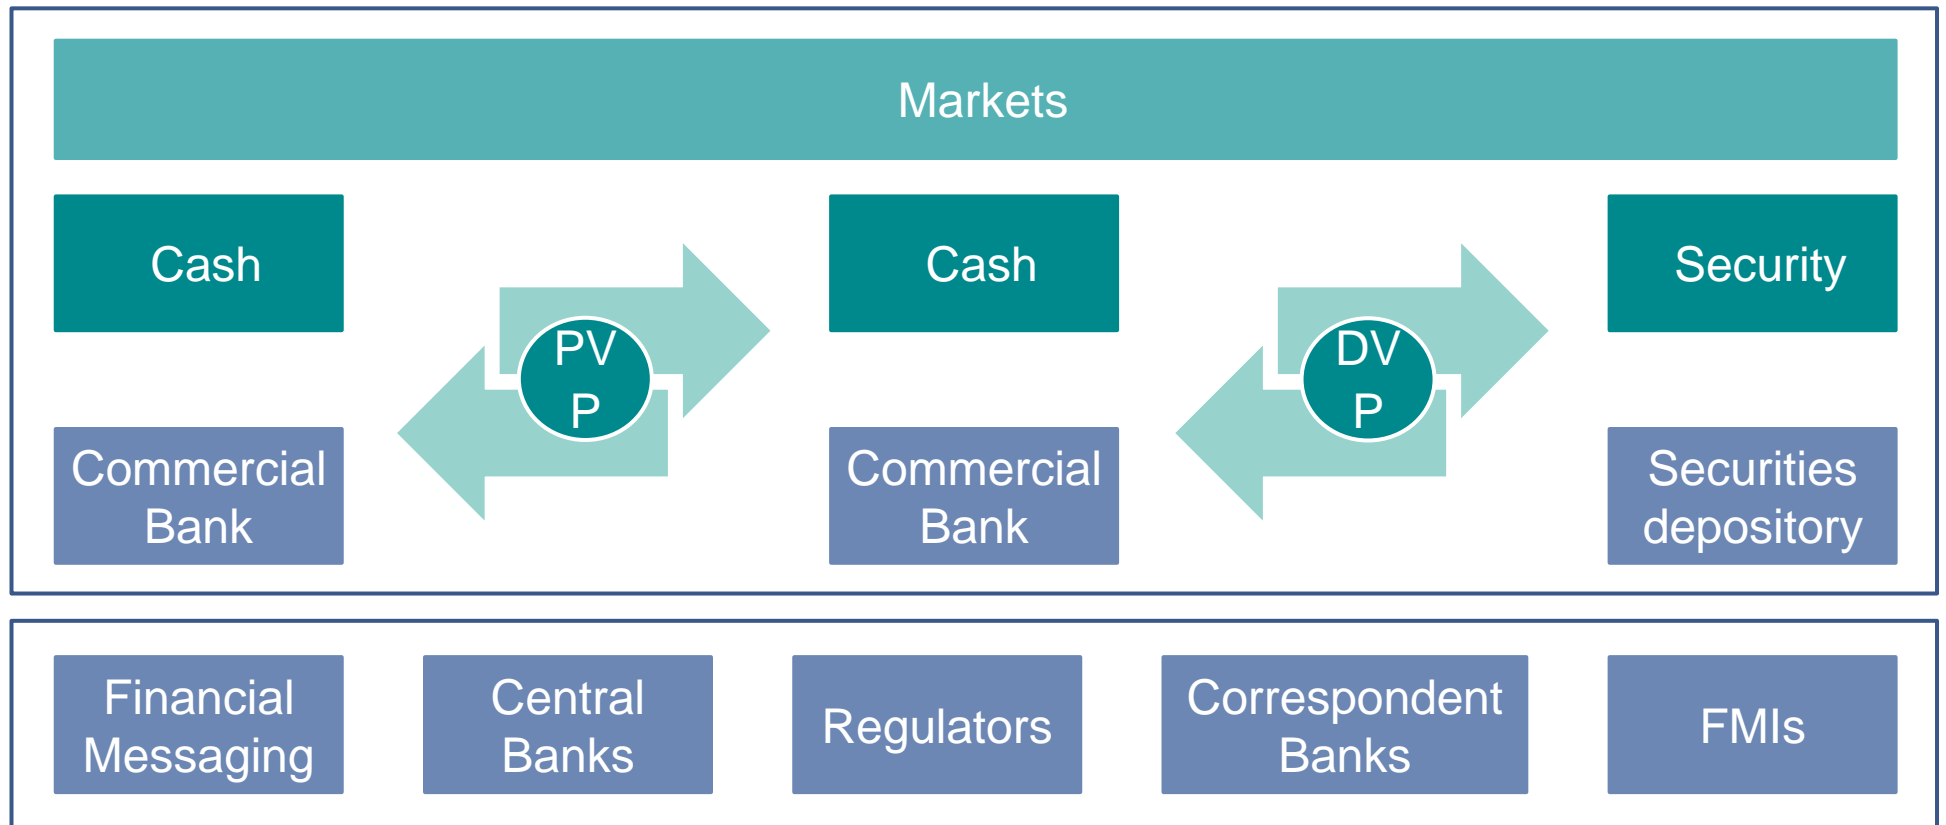 Markets
Cash
Cash
Security
PV
P
DV
P
Commercial
Bank
Commercial
Bank
Securities
depository
Financial
Messaging
Central
Banks
Regulators
Correspondent
Banks
FMIs